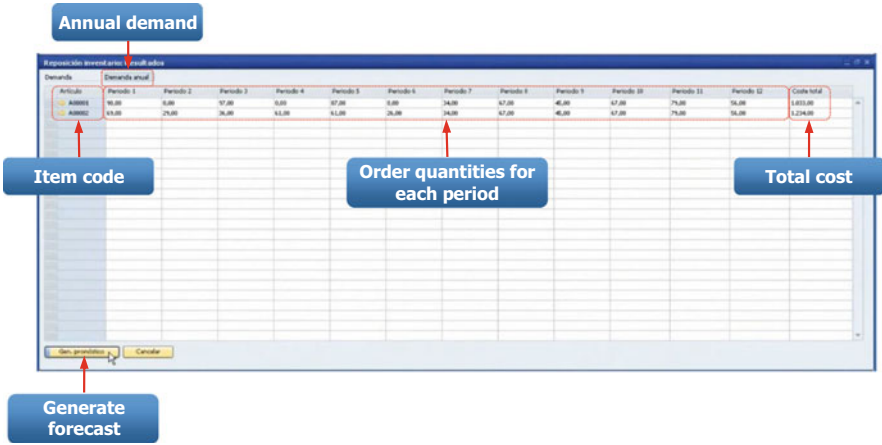 Annual demand
Reposición inventario: Resultados
Demanda Demanda anual
Artículo Periodo 1 Periodo 2 Periodo 3 Periodo 4 Periodo 5 Periodo 6 Periodo 7 Periodo 8 Periodo 9 Periodo 10 Periodo 11 Periodo 12 Coste total
A00001 90,00 0,00 97,00 0,00 87,00 0,00 34,00 67,00 45,00 67,00 79,00 56,00 1.033,00
A00002 69,00 29,00 36,00 61,00 26,00 34,00 67,00 45,00 67,00 79,00 56,00 1.234,00
Item code
Order quantities for
each period
Total cost
Gen. pronóstico Cancelar
Generate
forecast